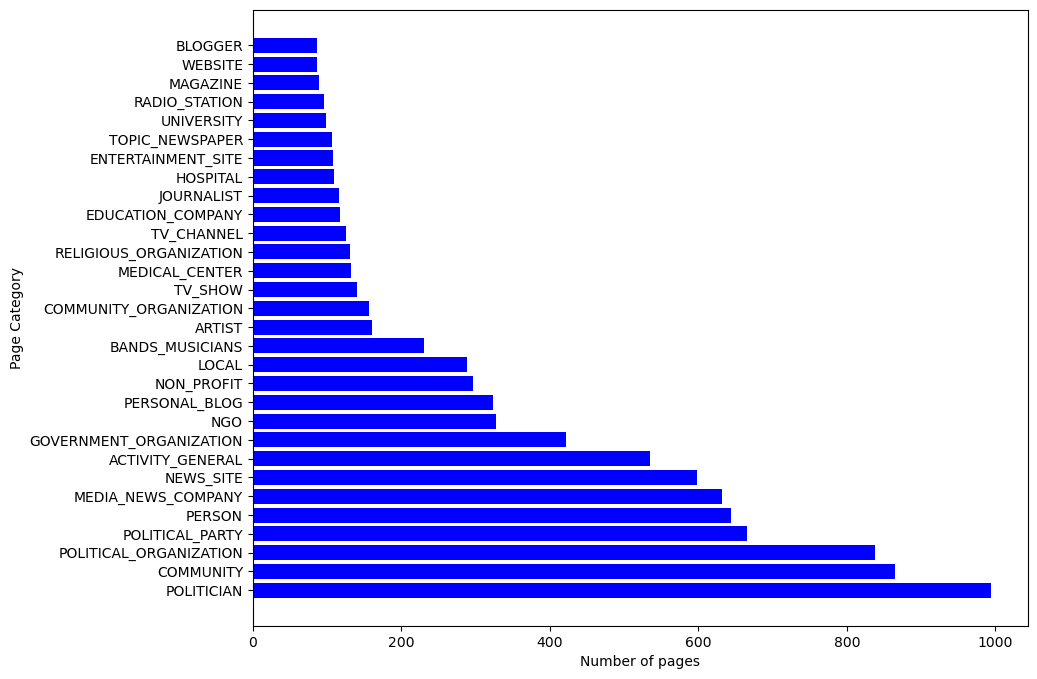 BLOGGER
WEBSITE
MAGAZINE
RADIO_STATION
UNIVERSITY
TOPIC_NEWSPAPER
ENTERTAINMENT_SITE
HOSPITAL
JOURNALIST
EDUCATION_COMPANY
TV_CHANNEL
RELIGIOUS_ORGANIZATION
MEDICAL_CENTER
TV_SHOW
COMMUNITY_ORGANIZATION
ARTIST
BANDS_MUSICIANS
LOCAL
NON_PROFIT
PERSONAL_BLOG
NGO
GOVERNMENT_ORGANIZATION
ACTIVITY_GENERAL
NEWS_SITE
MEDIA_NEWS_COMPANY
PERSON
POLITICAL_PARTY
POLITICAL_ORGANIZATION
COMMUNITY
POLITICIAN
Page Category
0 200 400 600 800 1000
Number of pages